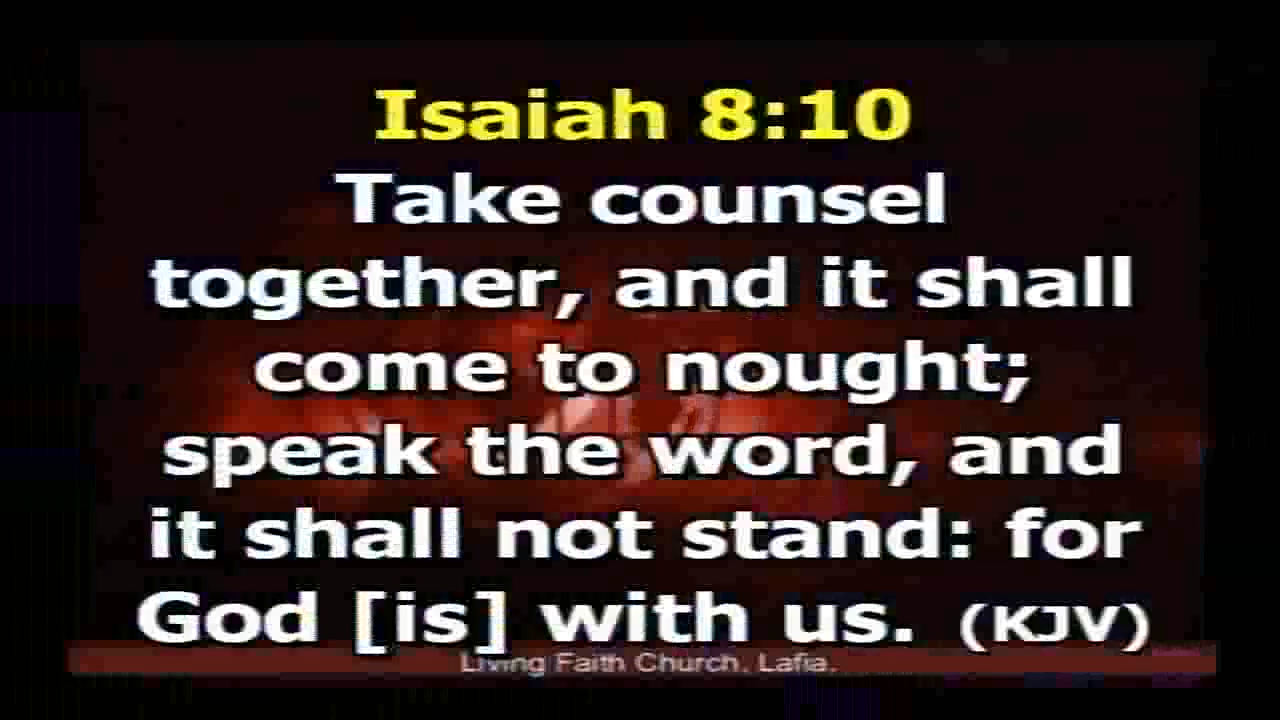 Isaiah 8:10
Take counsel
together, and it shall
come to nought;
speak the word, and
it shall not stand: for
God [is] with us. (KJV)
Living Faith Church, Lafia.